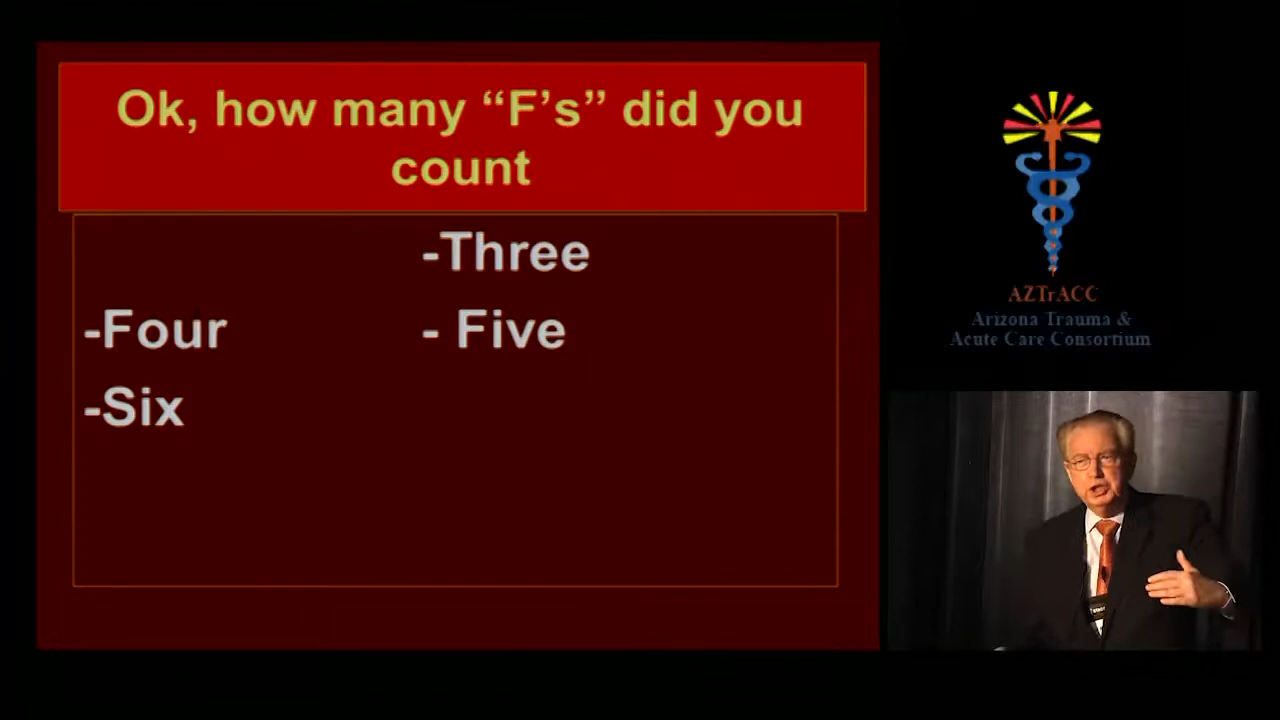 Ok, how many “F’s” did you
count
-Three
-Four - Five
-Six
AZTrACC
Arizona Trauma &
Acute Care Consortium